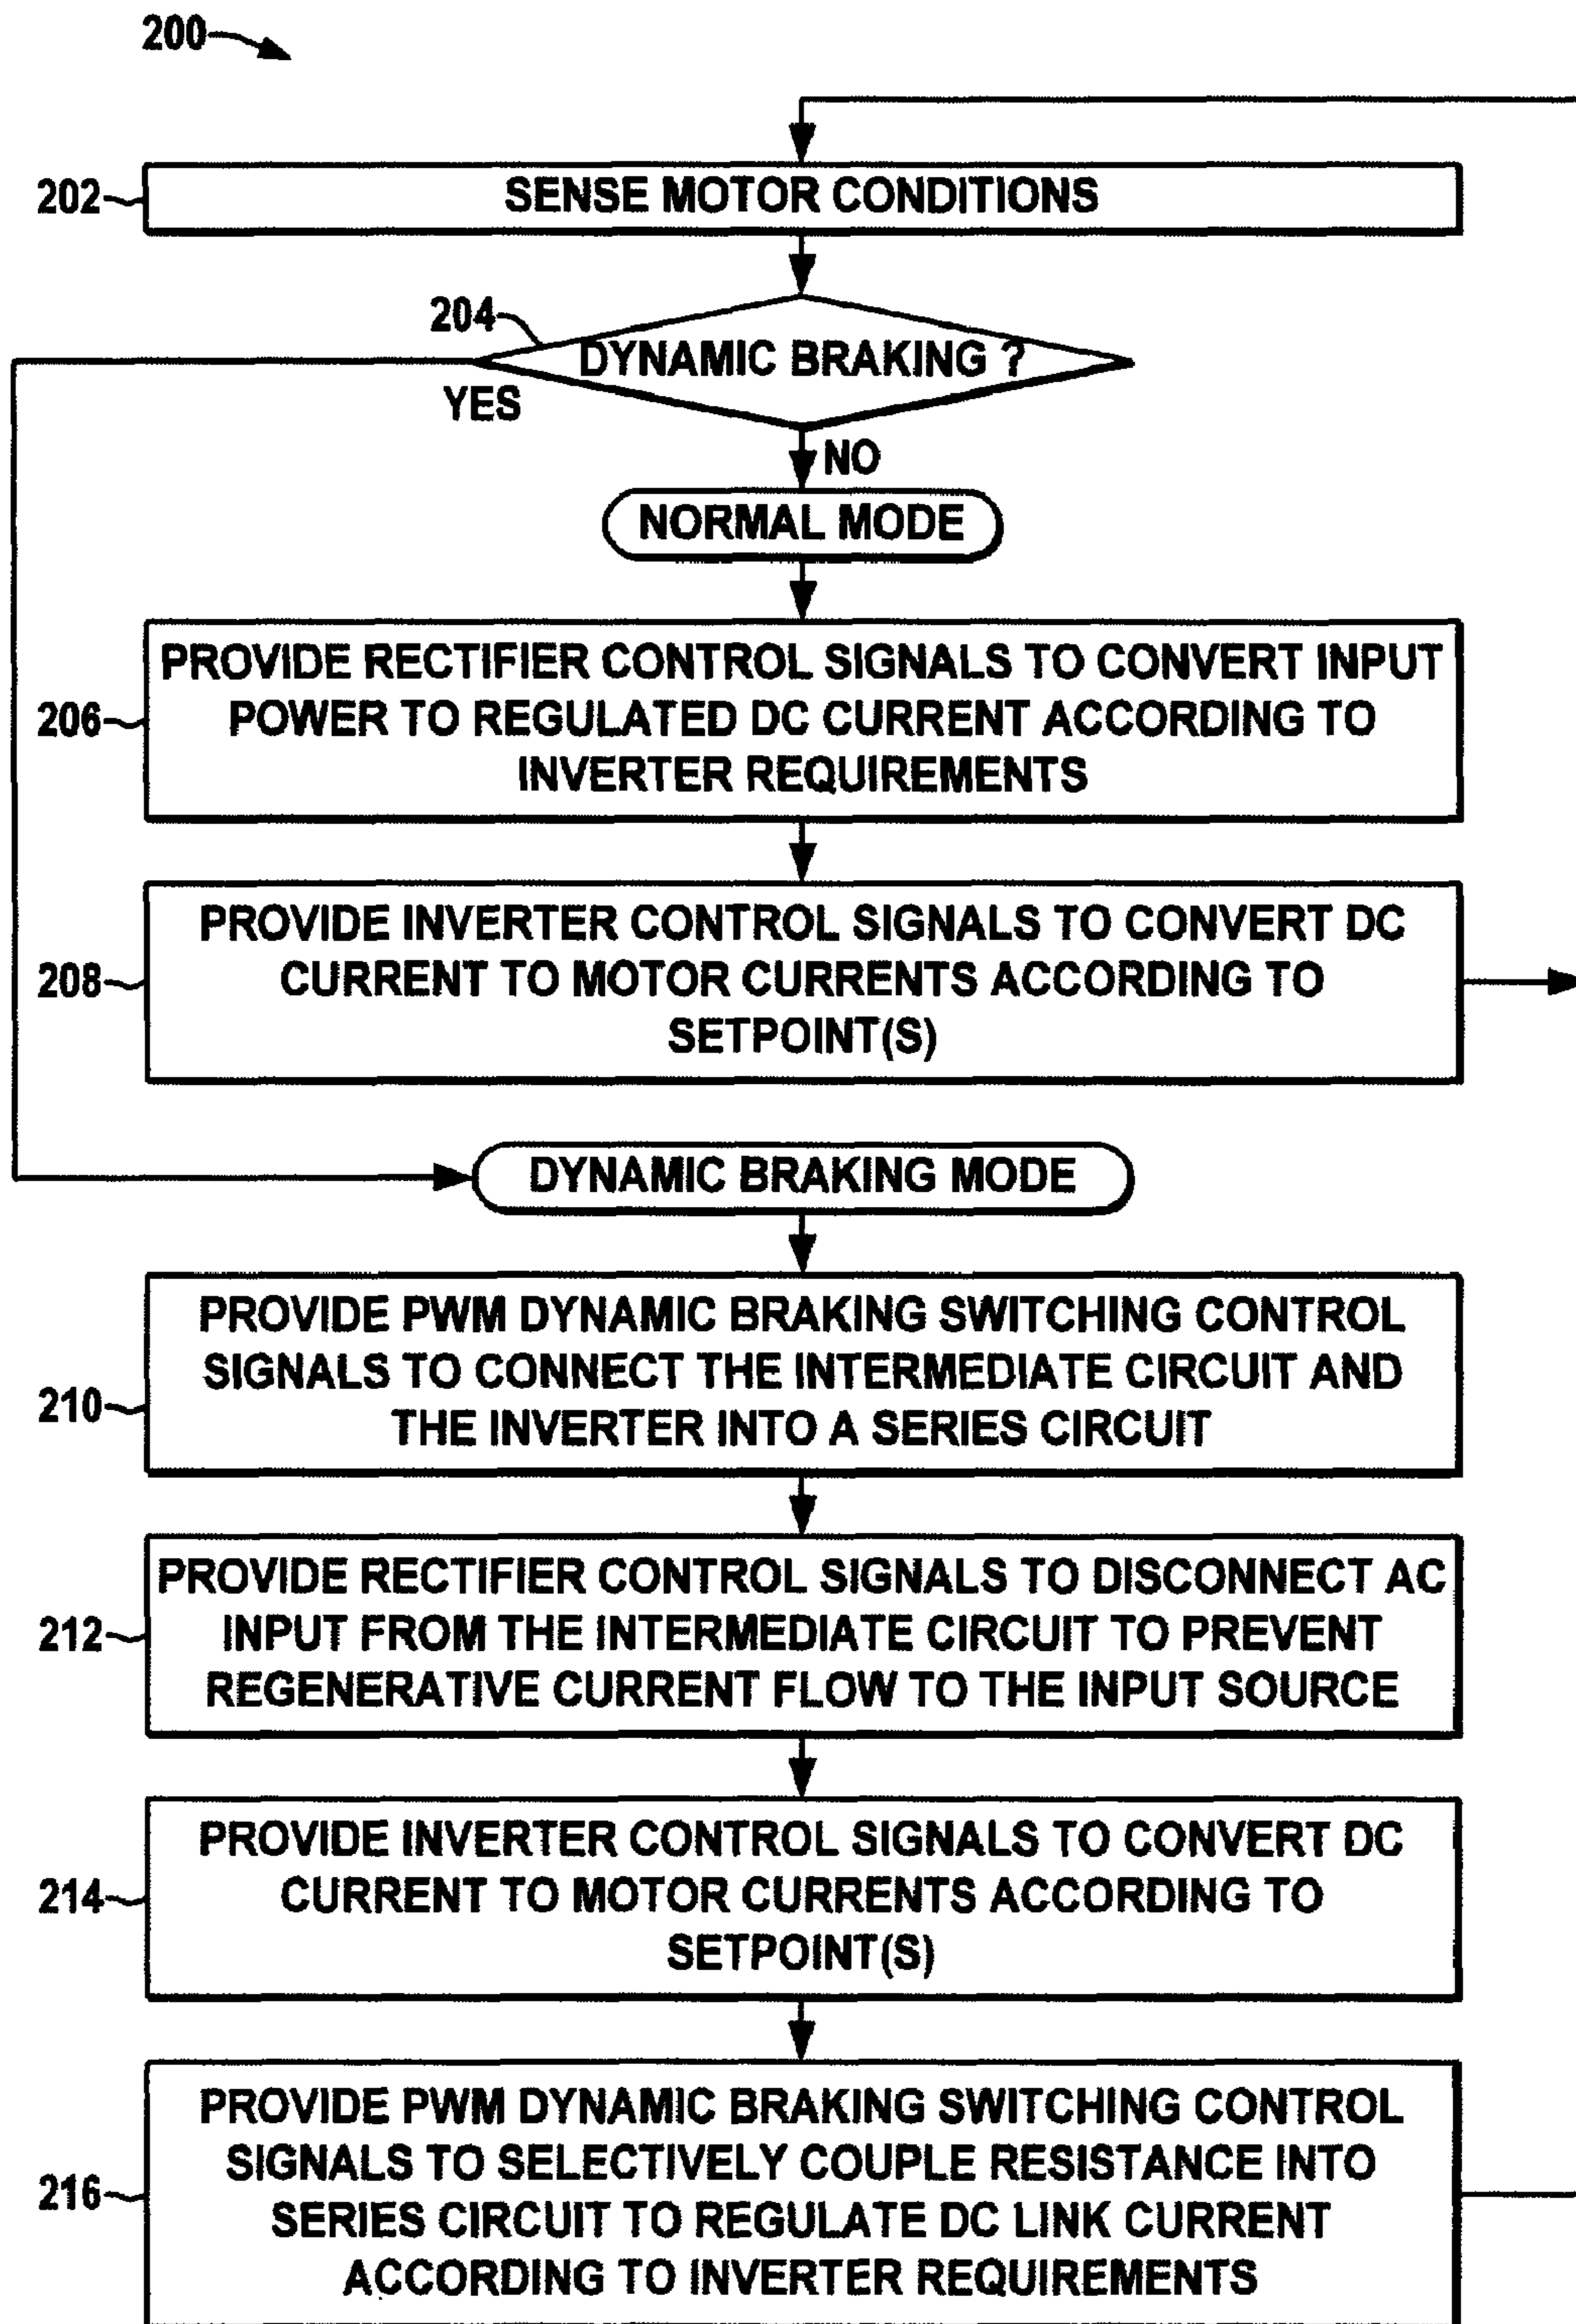 200
202
SENSE MOTOR CONDITIONS
204
DYNAMIC BRAKING ?
YES
NO
NORMAL MODE
206
PROVIDE RECTIFIER CONTROL SIGNALS TO CONVERT INPUT
POWER TO REGULATED DC CURRENT ACCORDING TO
INVERTER REQUIREMENTS
208
PROVIDE INVERTER CONTROL SIGNALS TO CONVERT DC
CURRENT TO MOTOR CURRENTS ACCORDING TO
SETPOINT(S)
DYNAMIC BRAKING MODE
210
PROVIDE PWM DYNAMIC BRAKING SWITCHING CONTROL
SIGNALS TO CONNECT THE INTERMEDIATE CIRCUIT AND
THE INVERTER INTO A SERIES CIRCUIT
212
PROVIDE RECTIFIER CONTROL SIGNALS TO DISCONNECT AC
INPUT FROM THE INTERMEDIATE CIRCUIT TO PREVENT
REGENERATIVE CURRENT FLOW TO THE INPUT SOURCE
214
PROVIDE INVERTER CONTROL SIGNALS TO CONVERT DC
CURRENT TO MOTOR CURRENTS ACCORDING TO
SETPOINT(S)
216
PROVIDE PWM DYNAMIC BRAKING SWITCHING CONTROL
SIGNALS TO SELECTIVELY COUPLE RESISTANCE INTO
SERIES CIRCUIT TO REGULATE DC LINK CURRENT
ACCORDING TO INVERTER REQUIREMENTS